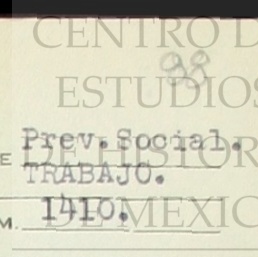 CENTRO D
98
ESTUDIOS
E Prev. Social.
DE HISTOR
TRABAJO.
M. 1410.
DE MEXIC